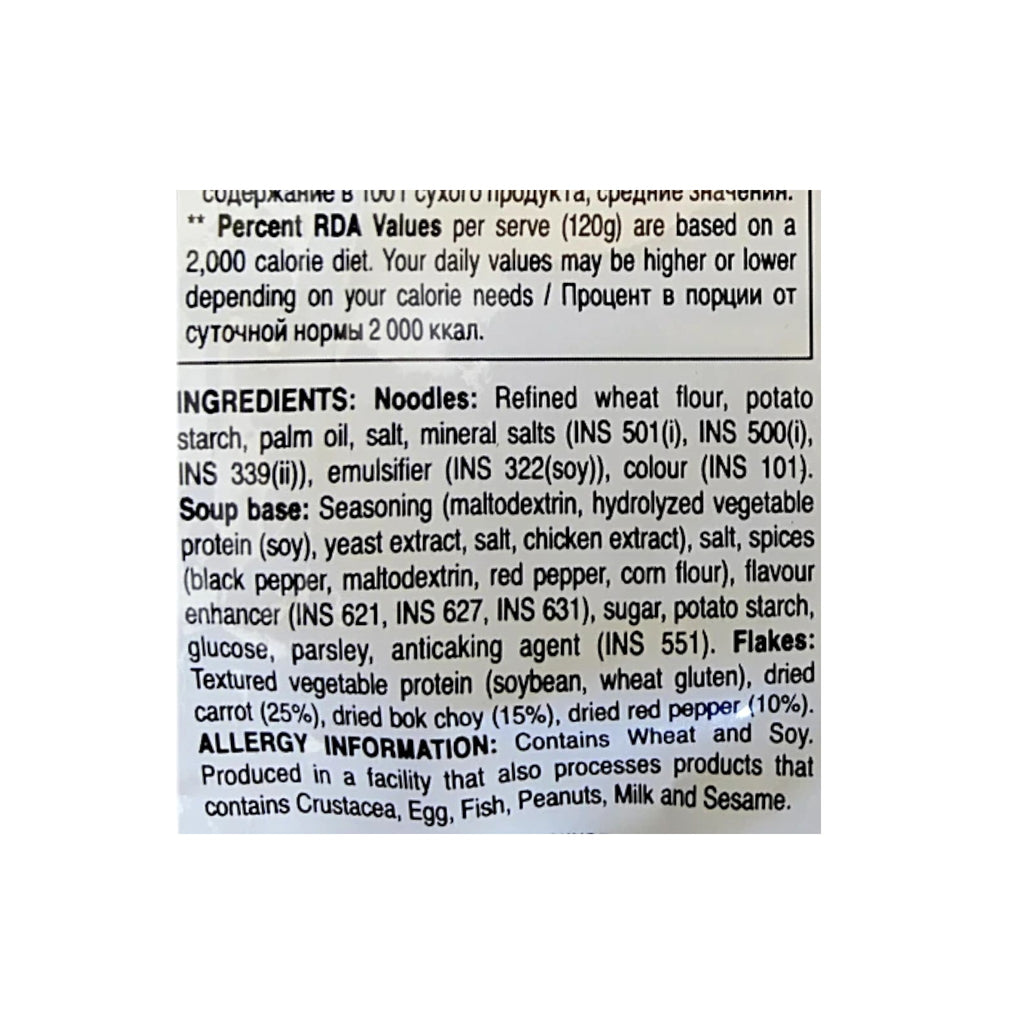 содержание в 100 г сухого продукта, средние значения.
** Percent RDA Values per serve (120g) are based on a
2,000 calorie diet. Your daily values may be higher or lower
depending on your calorie needs / Процент в порции от
суточной нормы 2 000 ккал.
INGREDIENTS: Noodles: Refined wheat flour, potato
starch, palm oil, salt, mineral salts (INS 501(i), INS 500(i),
INS 339(ii)), emulsifier (INS 322(soy)), colour (INS 101).
Soup base: Seasoning (maltodextrin, hydrolyzed vegetable
protein (soy), yeast extract, salt, chicken extract), salt, spices
(black pepper, maltodextrin, red pepper, corn flour), flavour
enhancer (INS 621, INS 627, INS 631), sugar, potato starch,
glucose, parsley, anticaking agent (INS 551). Flakes:
Textured vegetable protein (soybean, wheat gluten), dried
carrot (25%), dried bok choy (15%), dried red pepper (10%).
ALLERGY INFORMATION: Contains Wheat and Soy.
Produced in a facility that also processes products that
contains Crustacea, Egg, Fish, Peanuts, Milk and Sesame.